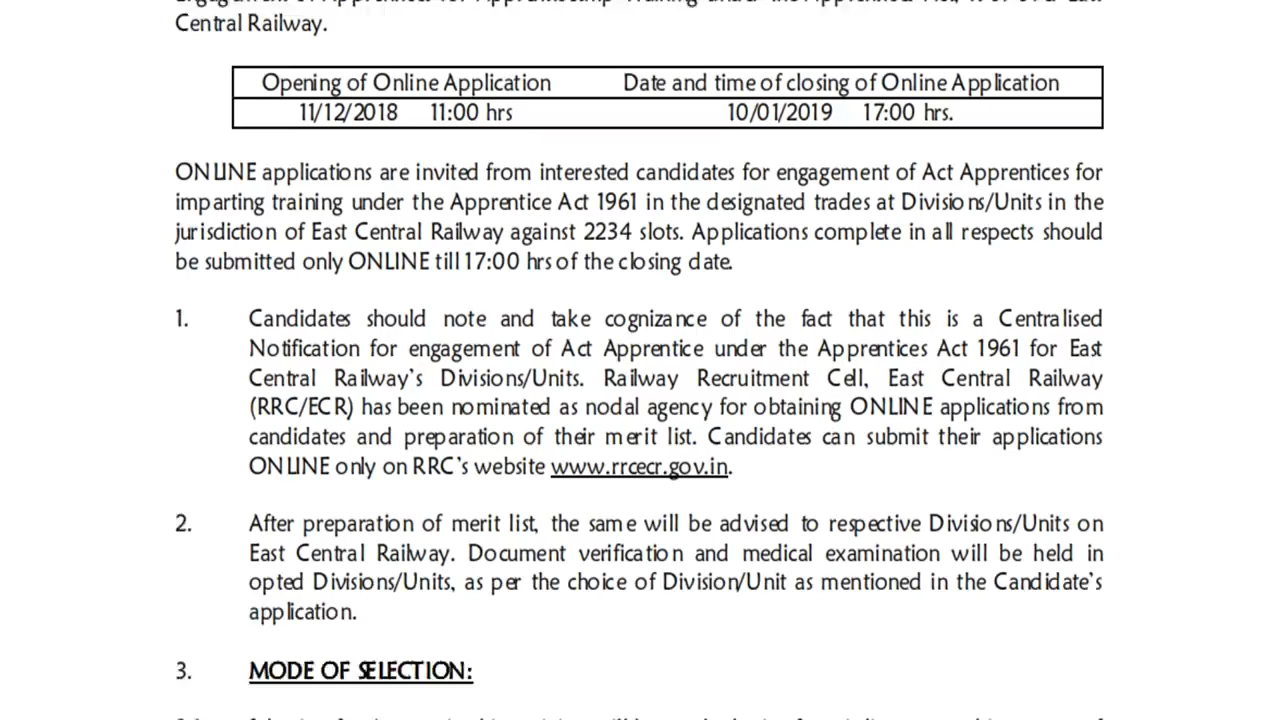 Central Railway.
Opening of Online Application Date and time of closing of Online Application
11/12/2018 11:00 hrs 10/01/2019 17:00 hrs.
ONLINE applications are invited from interested candidates for engagement of Act Apprentices for
imparting training under the Apprentice Act 1961 in the designated trades at Divisions/Units in the
jurisdiction of East Central Railway against 2234 slots. Applications complete in all respects should
be submitted only ONLINE till 17:00 hrs of the closing date.
1. Candidates should note and take cognizance of the fact that this is a Centralised
Notification for engagement of Act Apprentice under the Apprentices Act 1961 for East
Central Railway's Divisions/Units. Railway Recruitment Cell, East Central Railway
(RRC/ECR) has been nominated as nodal agency for obtaining ONLINE applications from
candidates and preparation of their merit list. Candidates can submit their applications
ONLINE only on RRC's website www.rrcecr.gov.in.
2. After preparation of merit list, the same will be advised to respective Divisions/Units on
East Central Railway. Document verification and medical examination will be held in
opted Divisions/Units, as per the choice of Division/Unit as mentioned in the Candidate's
application.
3. MODE OF SELECTION: